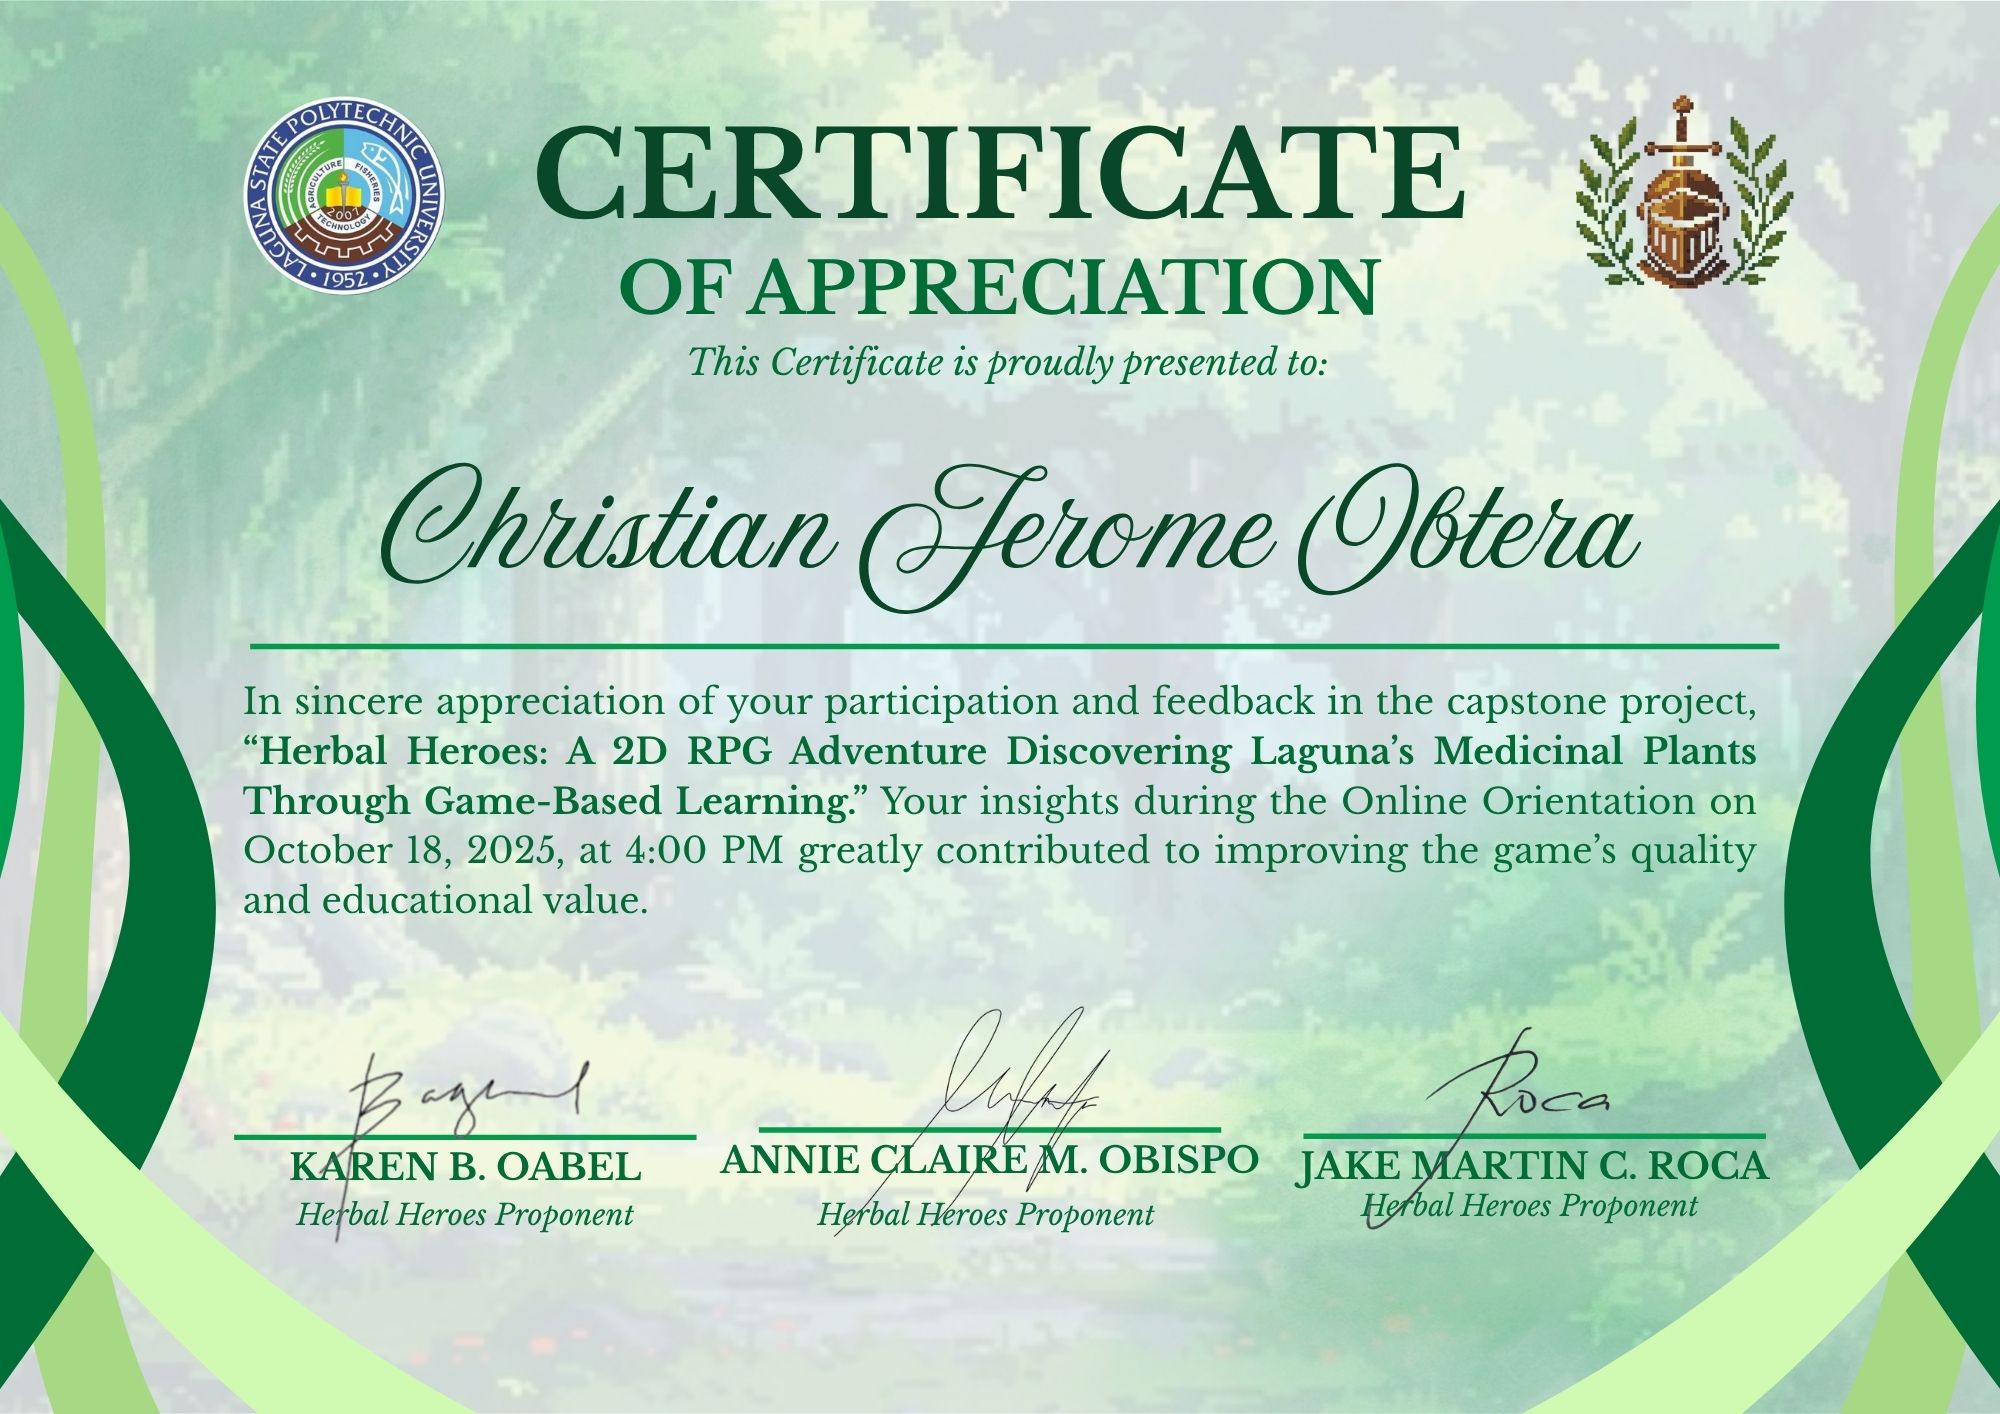 LAGUNA STATE POLYTECHNIC UNIVERSITY
• 1952 •
AGRICULTURE
FISHERIES
2007
TECHNOLOGY
CERTIFICATE
OF APPRECIATION
This Certificate is proudly presented to:
Christian Jerome Obtera
In sincere appreciation of your participation and feedback in the capstone project,
“Herbal Heroes: A 2D RPG Adventure Discovering Laguna’s Medicinal Plants
Through Game-Based Learning.” Your insights during the Online Orientation on
October 18, 2025, at 4:00 PM greatly contributed to improving the game’s quality
and educational value.
Roca
KAREN B. OABEL
Herbal Heroes Proponent
ANNIE CLAIRE M. OBISPO
Herbal Heroes Proponent
JAKE MARTIN C. ROCA
Herbal Heroes Proponent